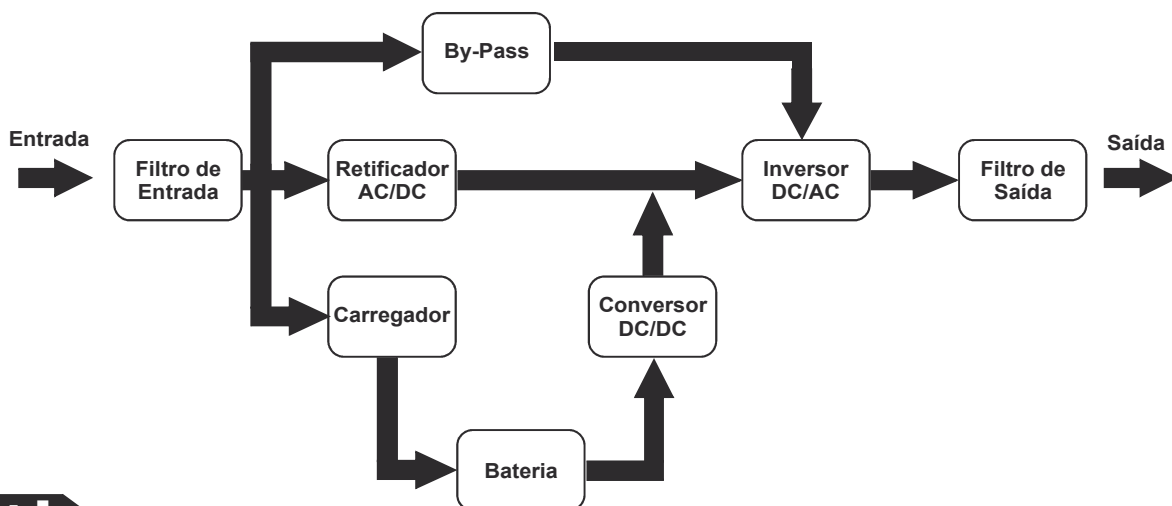 By-Pass
Entrada
Filtro de
Entrada
Retificador
AC/DC
Inversor
DC/AC
Filtro de
Saída
Saída
Carregador
Conversor
DC/DC
Bateria